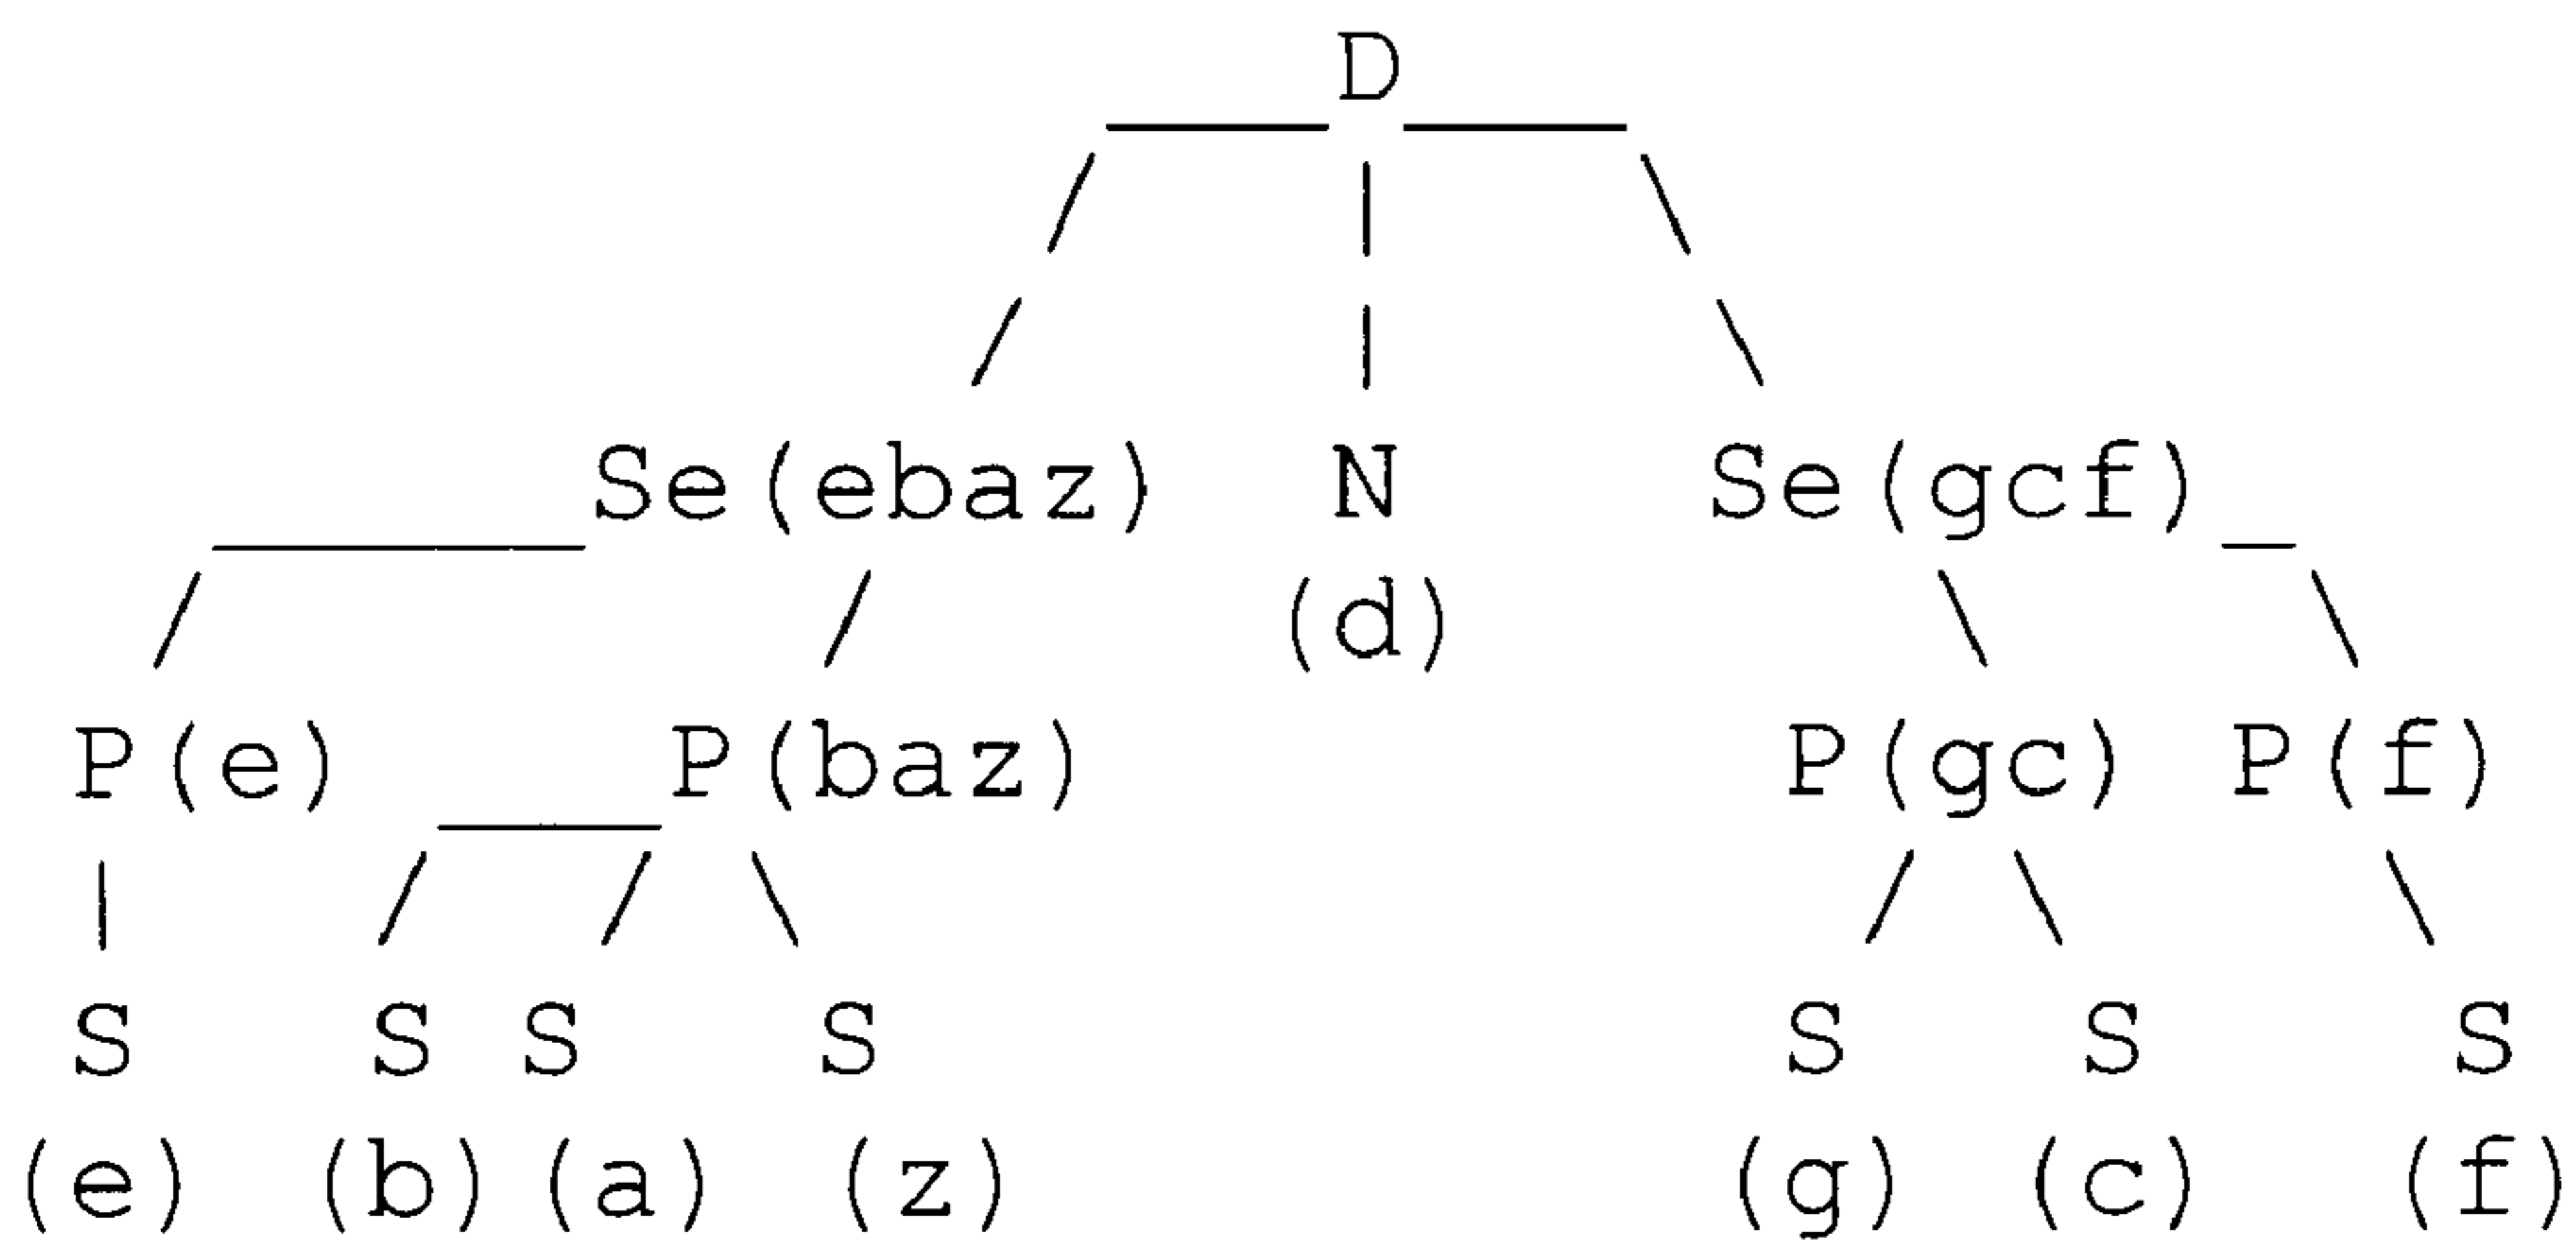 D
Se(ebaz) N Se(gcf)
(d)
P(e) P(baz) P(gc) P(f)
S S S S S S S
(e) (b) (a) (z) (g) (c) (f)